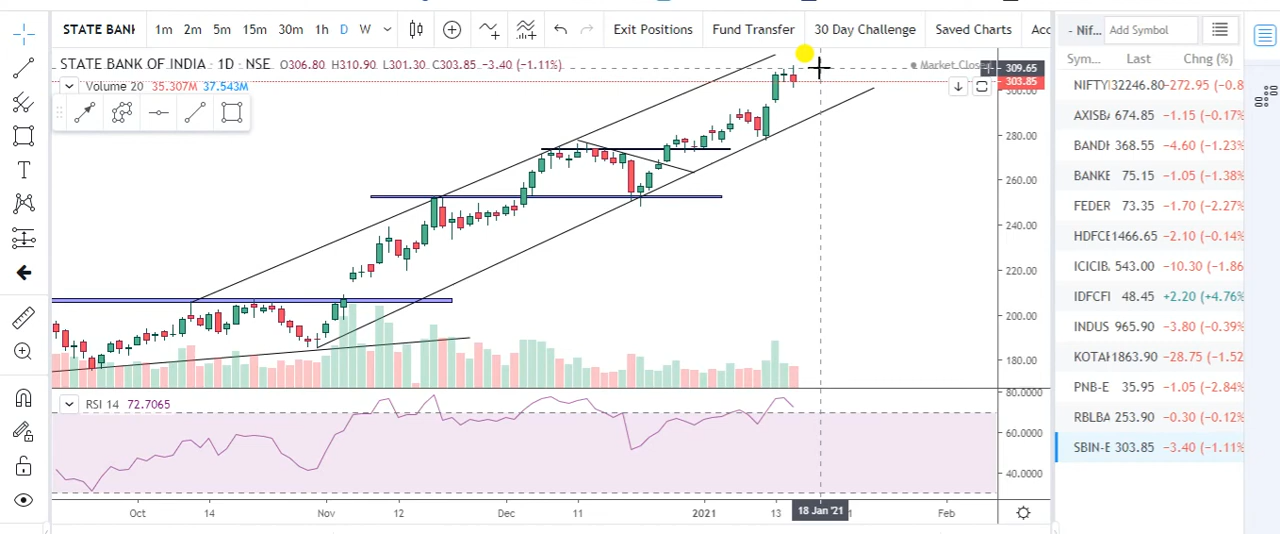 STATE BANK 1m 2m 5m 15m 30m 1h D W Exit Positions Fund Transfer 30 Day Challenge Saved Charts Acc
- Nif... Add Symbol
STATE BANK OF INDIA · 1D · NSE O306.80 H310.90 L301.30 C303.85 −3.40 (−1.11%)
Market Closed
309.65
Volume 20 35.307M 37.543M
303.85
300.00
280.00
260.00
240.00
220.00
200.00
180.00
RSI 14 72.7065
80.0000
60.0000
40.0000
Oct 14 Nov 12 Dec 11 2021 13 18 Jan '21 Feb
Sym... Last Chng (%)
NIFTY 32246.80 −272.95 (−0.8
AXISB 674.85 −1.15 (−0.17%
BANDI 368.55 −4.60 (−1.23%
BANKE 75.15 −1.05 (−1.38%
FEDER 73.35 −1.70 (−2.27%
HDFCE 1466.65 −2.10 (−0.14%
ICICIB. 543.00 −10.30 (−1.86
IDFCFI 48.45 +2.20 (+4.76%
INDUS 965.90 −3.80 (−0.39%
KOTAK 1863.90 −28.75 (−1.52
PNB-E 35.95 −1.05 (−2.84%
RBLBA 253.90 −0.30 (−0.12%
SBIN-E 303.85 −3.40 (−1.11%